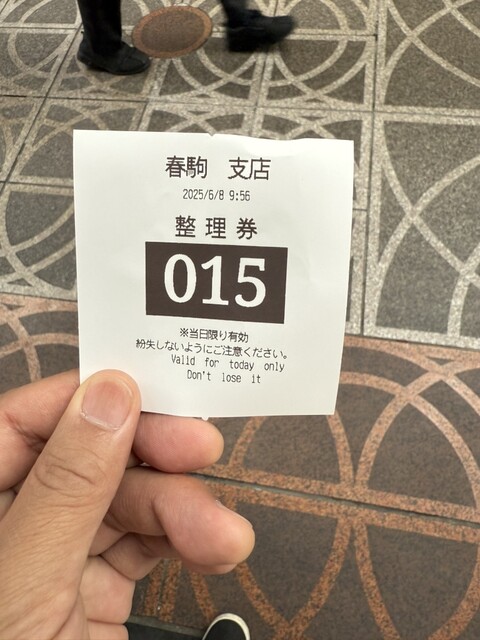 春駒 支店
2025/6/8 9:56
整理券
015
※当日限り有効
紛失しないようにご注意ください。
Valid for today only
Don't lose it